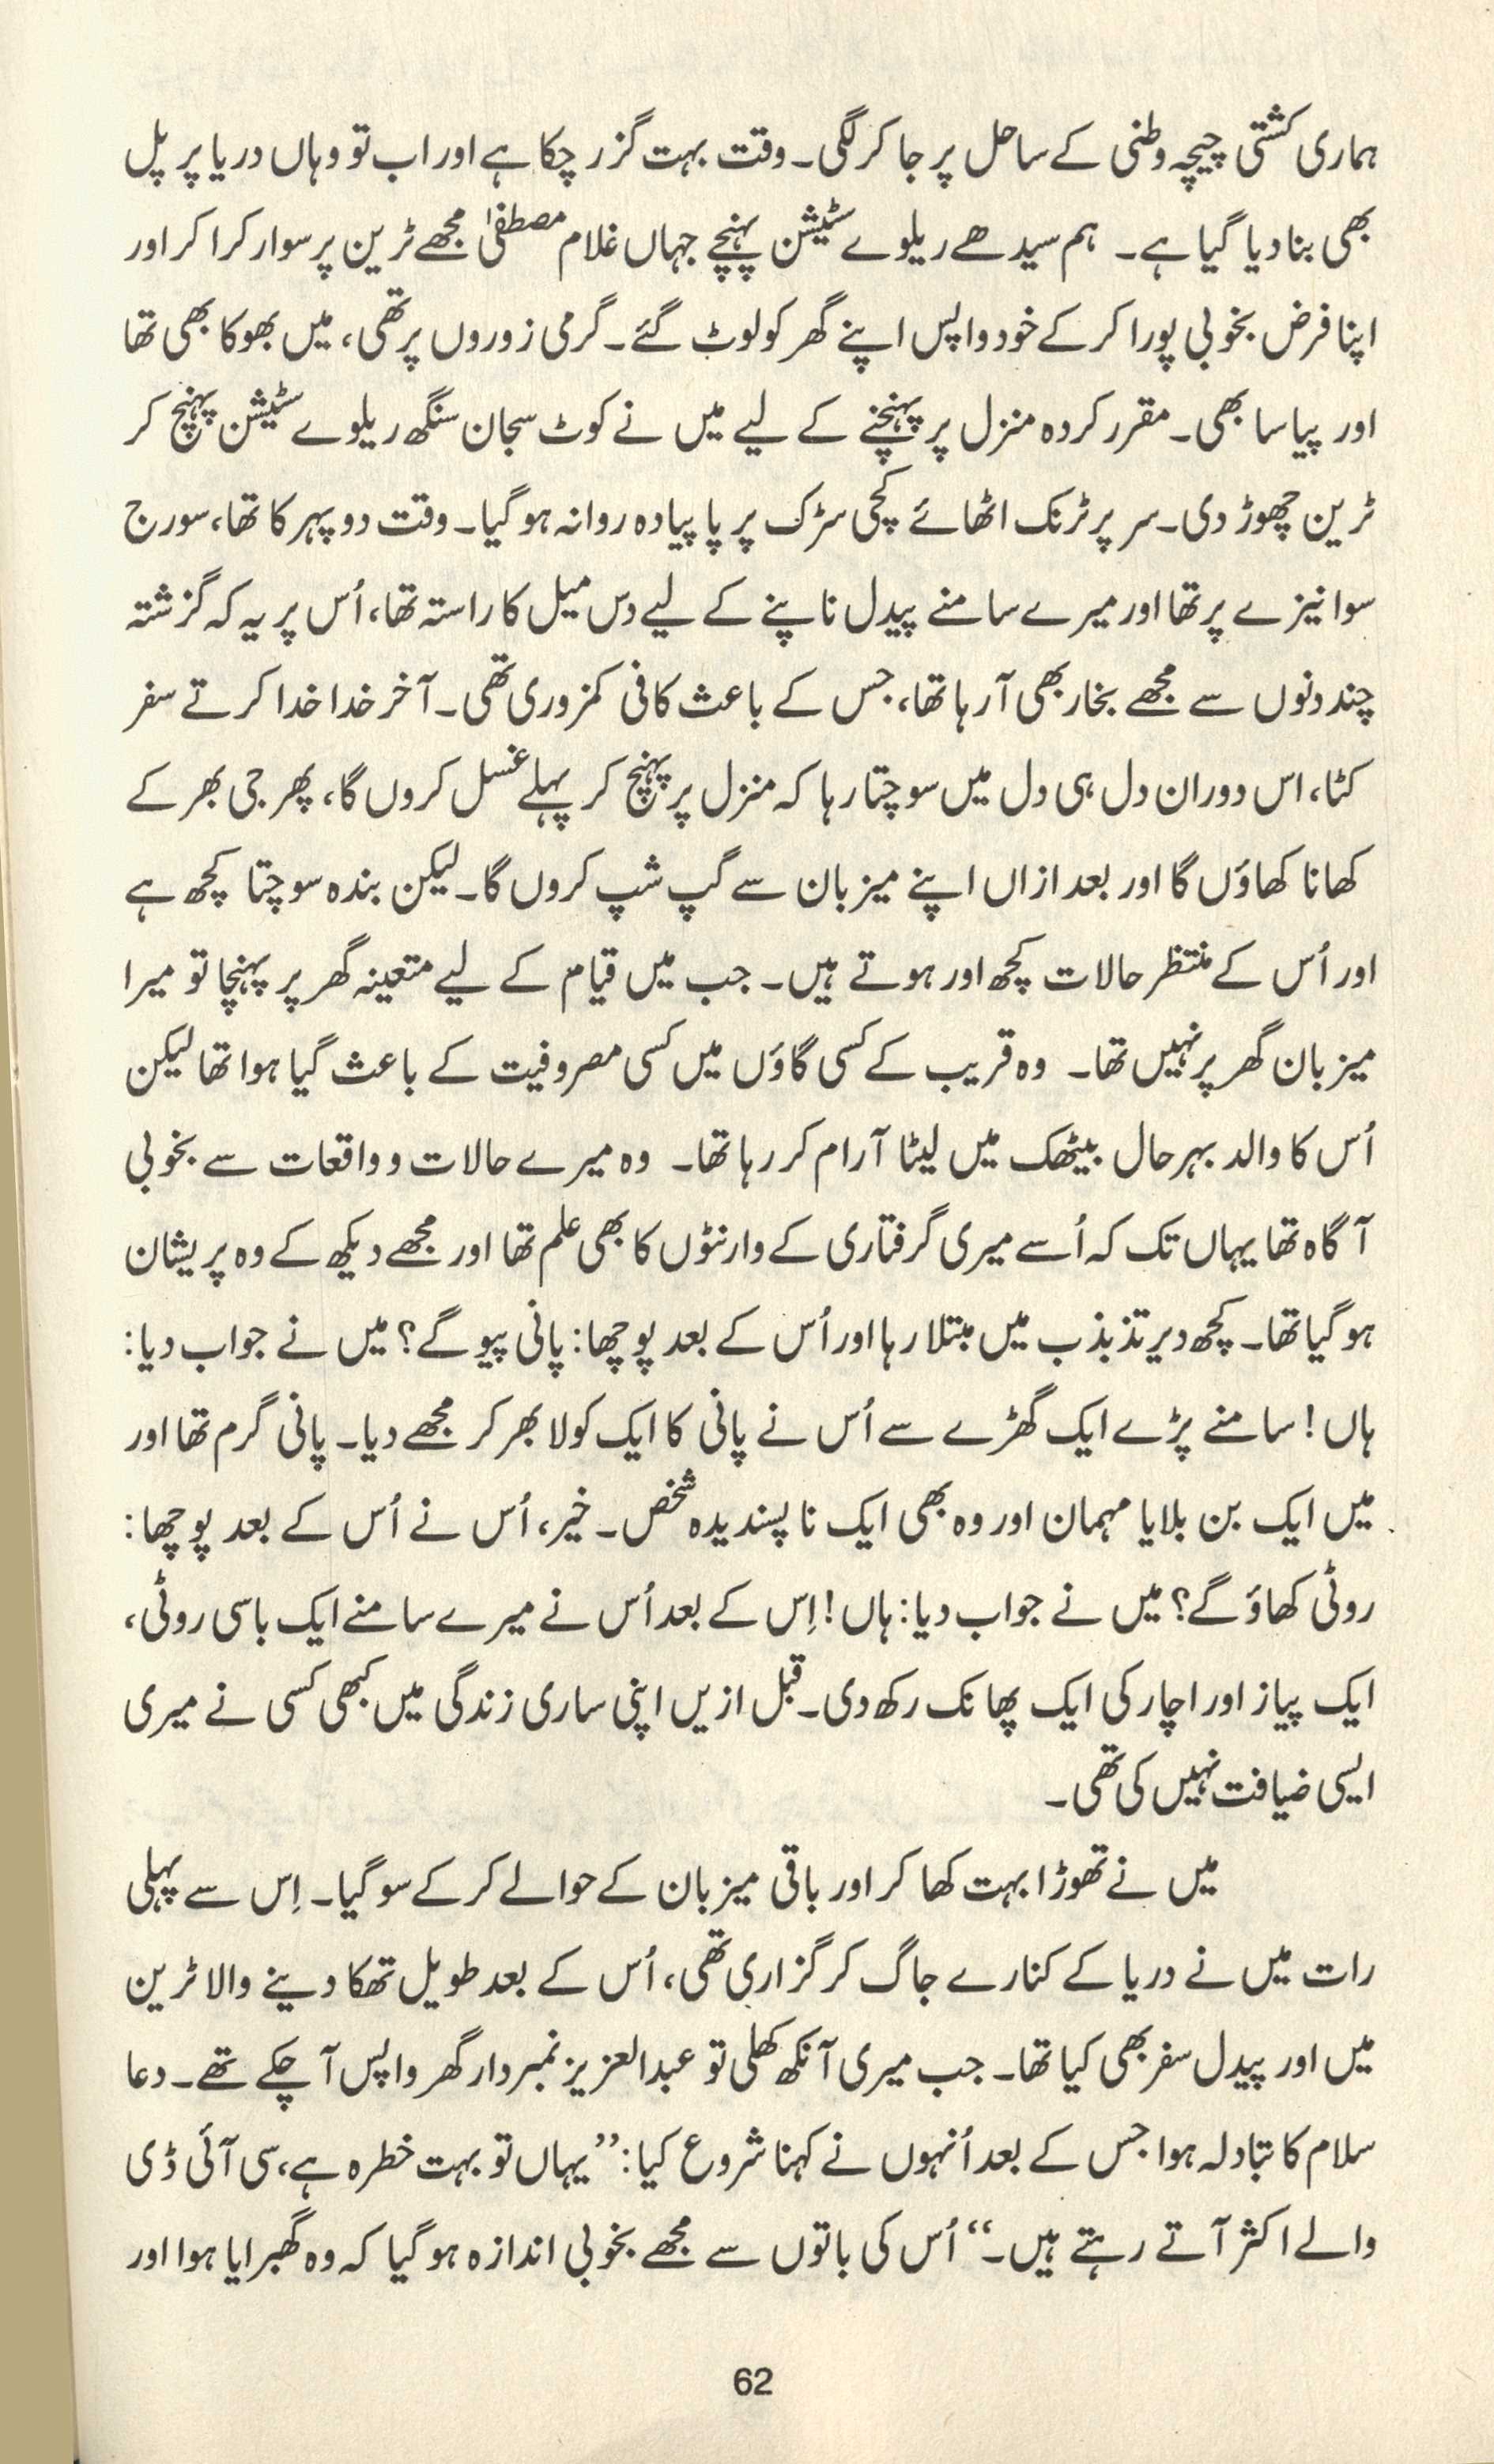 ہماری کشتی چیچہ وطنی کے ساحل پر جا کر لگی۔ وقت بہت گزر چکا ہے اور اب تو وہاں دریا پر پل
بھی بنا دیا گیا ہے۔ ہم سیدھے ریلوے سٹیشن پہنچے جہاں غلام مصطفیٰ مجھے ٹرین پر سوار کرا کر اور
اپنا فرض بخوبی پورا کر کے خود واپس اپنے گھر کو لوٹ گئے۔ گرمی زوروں پر تھی، میں بھوکا بھی تھا
اور پیاسا بھی۔ مقرر کردہ منزل پر پہنچنے کے لیے میں نے کوٹ سجان سنگھ ریلوے سٹیشن پہنچ کر
ٹرین چھوڑ دی۔ سر پر ٹرنک اٹھائے کچی سڑک پر پا پیادہ روانہ ہو گیا۔ وقت دوپہر کا تھا، سورج
سوا نیزے پر تھا اور میرے سامنے پیدل ناپنے کے لیے دس میل کا راستہ تھا، اُس پر یہ کہ گزشتہ
چند دنوں سے مجھے بخار بھی آ رہا تھا، جس کے باعث کافی کمزوری تھی۔ آخر خدا خدا کرتے سفر
کٹا، اس دوران دل ہی دل میں سوچتا رہا کہ منزل پر پہنچ کر پہلے غسل کروں گا، پھر جی بھر کے
کھانا کھاؤں گا اور بعد ازاں اپنے میزبان سے گپ شپ کروں گا۔ لیکن بندہ سوچتا کچھ ہے
اور اُس کے منتظر حالات کچھ اور ہوتے ہیں۔ جب میں قیام کے لیے متعینہ گھر پر پہنچا تو میرا
میزبان گھر پر نہیں تھا۔ وہ قریب کے کسی گاؤں میں کسی مصروفیت کے باعث گیا ہوا تھا لیکن
اُس کا والد بہرحال بیٹھک میں لیٹا آرام کر رہا تھا۔ وہ میرے حالات و واقعات سے بخوبی
آگاہ تھا یہاں تک کہ اُسے میری گرفتاری کے وارنٹوں کا بھی علم تھا اور مجھے دیکھ کے وہ پریشان
ہو گیا تھا۔ کچھ دیر تذبذب میں مبتلا رہا اور اُس کے بعد پوچھا: پانی پیو گے؟ میں نے جواب دیا:
ہاں! سامنے پڑے ایک گھڑے سے اُس نے پانی کا ایک کولا بھر کر مجھے دیا۔ پانی گرم تھا اور
میں ایک بن بلایا مہمان اور وہ بھی ایک ناپسندیدہ شخص۔ خیر، اُس نے اُس کے بعد پوچھا:
روٹی کھاؤ گے؟ میں نے جواب دیا: ہاں! اِس کے بعد اُس نے میرے سامنے ایک باسی روٹی،
ایک پیاز اور اچار کی ایک پھانک رکھ دی۔ قبل ازیں اپنی ساری زندگی میں کبھی کسی نے میری
ایسی ضیافت نہیں کی تھی۔
میں نے تھوڑا بہت کھا کر اور باقی میزبان کے حوالے کر کے سو گیا۔ اِس سے پہلی
رات میں نے دریا کے کنارے جاگ کر گزاری تھی، اُس کے بعد طویل تھکا دینے والا ٹرین
میں اور پیدل سفر بھی کیا تھا۔ جب میری آنکھ کھلی تو عبدالعزیز نمبردار گھر واپس آ چکے تھے۔ دعا
سلام کا تبادلہ ہوا جس کے بعد اُنہوں نے کہنا شروع کیا: ’’یہاں تو بہت خطرہ ہے، سی آئی ڈی
والے اکثر آتے رہتے ہیں۔‘‘ اُس کی باتوں سے مجھے بخوبی اندازہ ہو گیا کہ وہ گھبرایا ہوا اور
62